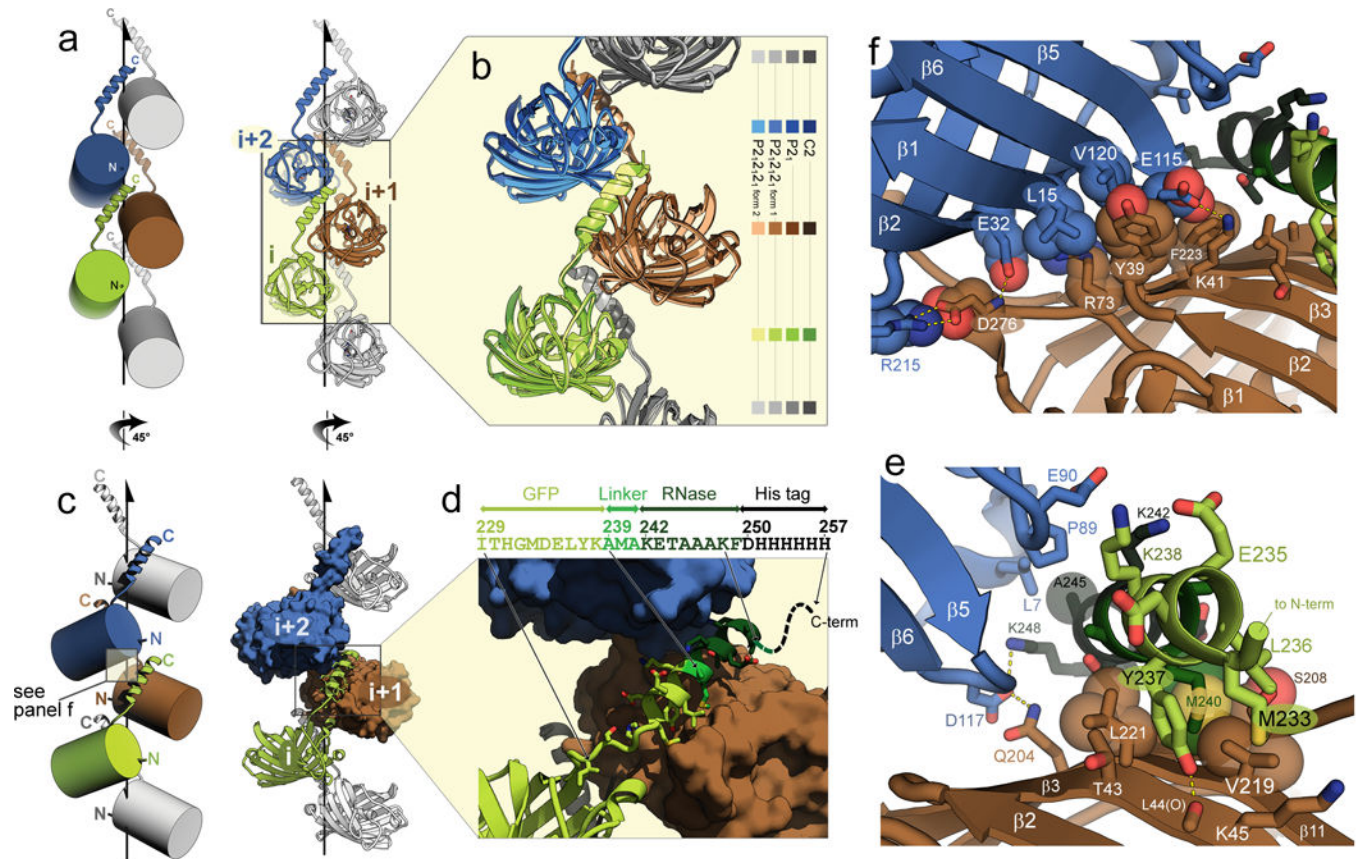 a
C
C
C
C
C
N
N
i+2
i+1
i
45°
45°
b
P2₁2₁2₁ form 2
P2₁2₁2₁ form 1
P2₁
C2
f
β6
β5
β1
β2
V120
E115
L15
E32
Y39
F223
K41
R73
D276
R215
β3
β2
β1
c
C
C
N
C
N
C
N
C
N
N
see
panel f
i+2
i+1
i
d
GFP Linker RNase His tag
229 239 242 250 257
ITHGMDELYKAMAKETAAAKFDHHHHHH
C-term
e
E90
P89
K242
K238
E235
A245
L7
β5
β6
K248
to N-term
L236
Y237
S208
M240
M233
D117
L221
Q204
V219
β3
T43
L44(O)
β2
K45
β11